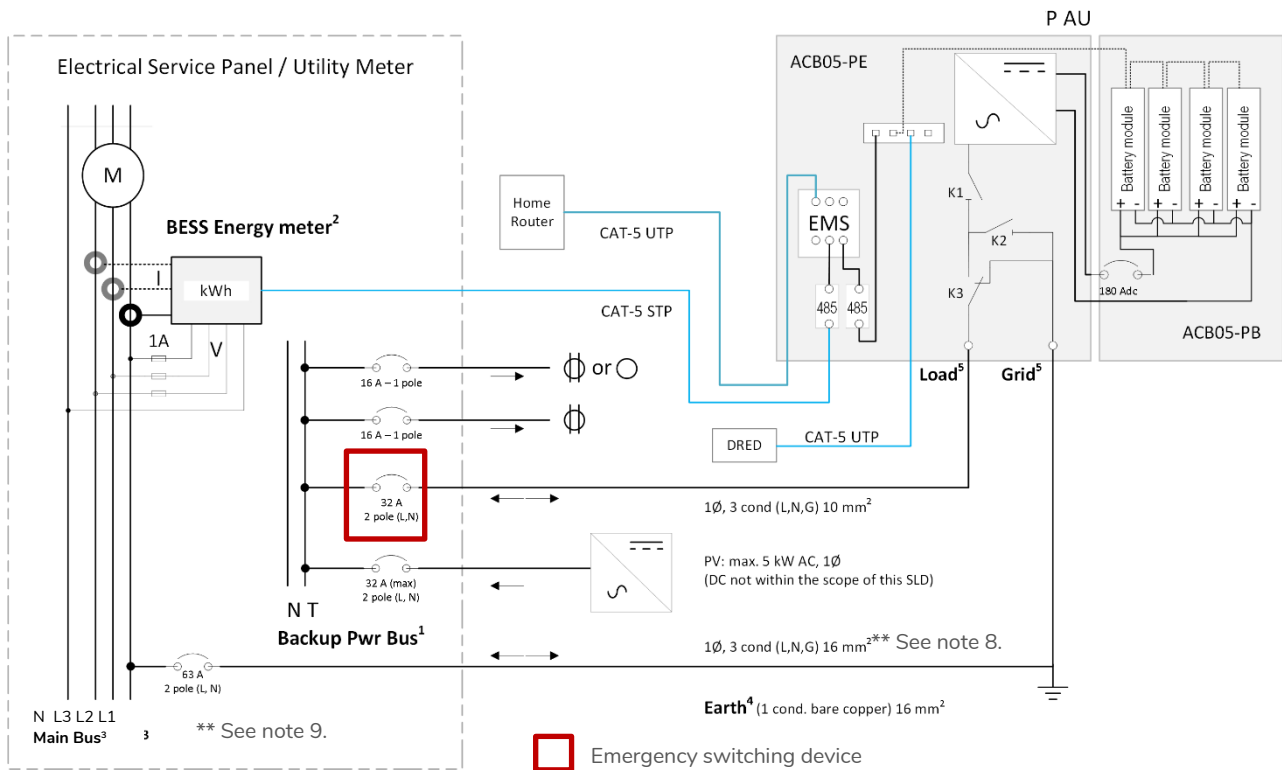 P AU
Electrical Service Panel / Utility Meter
ACB05-PE
Battery module
Battery module
Battery module
Battery module
+ - + - + - + -
M
Home
Router
K1
BESS Energy meter²
EMS
CAT-5 UTP
K2
I
kWh
K3
180 Adc
CAT-5 STP
485
485
ACB05-PB
1A
V
16 A – 1 pole
or
Load⁵
Grid⁵
16 A – 1 pole
DRED
CAT-5 UTP
32 A
2 pole (L,N)
1Ø, 3 cond (L,N,G) 10 mm²
PV: max. 5 kW AC, 1Ø
(DC not within the scope of this SLD)
32 A (max)
2 pole (L, N)
N T
Backup Pwr Bus¹
1Ø, 3 cond (L,N,G) 16 mm²** See note 8.
63 A
2 pole (L, N)
Earth⁴ (1 cond. bare copper) 16 mm²
N L3 L2 L1
Main Bus³
3
** See note 9.
Emergency switching device